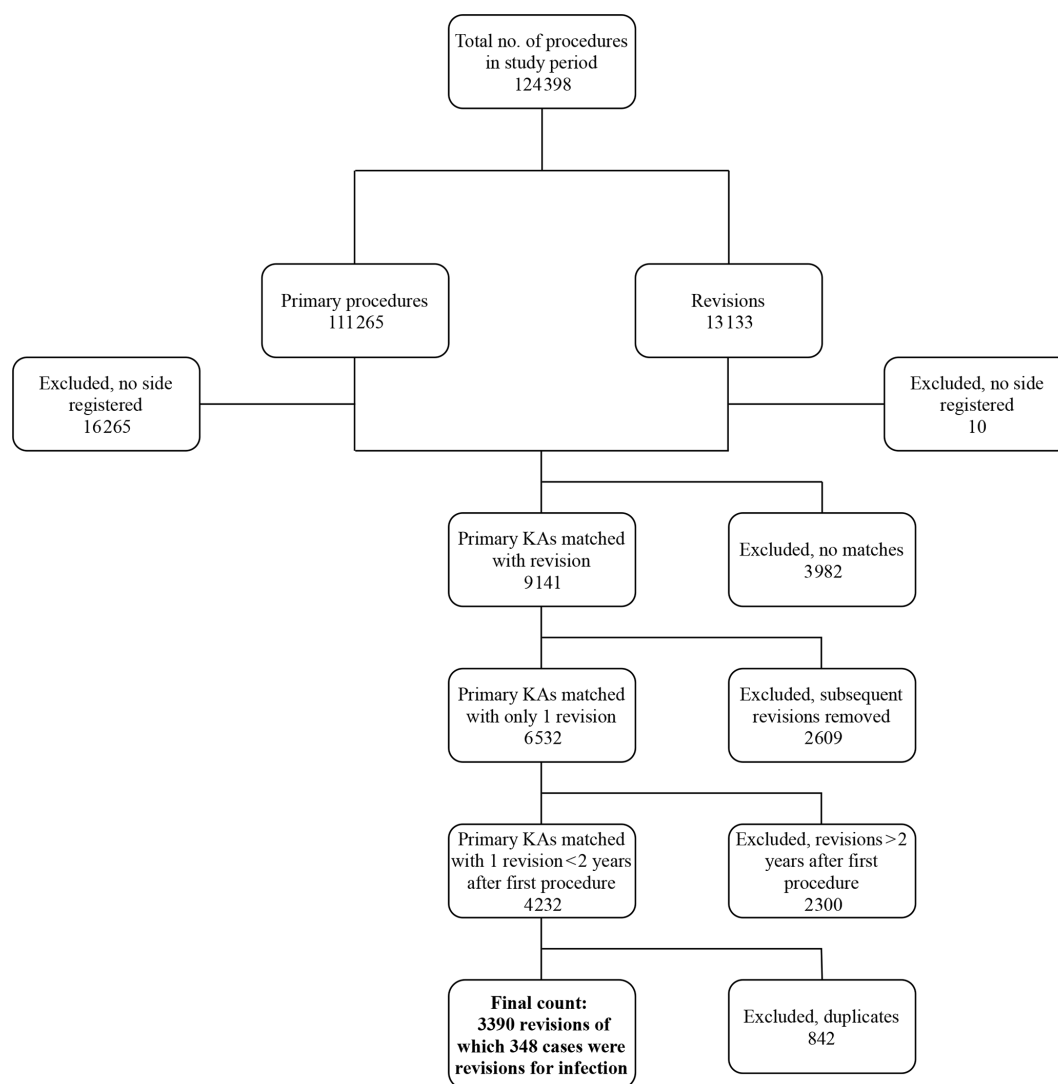 Total no. of procedures
in study period
124398
Primary procedures
111265
Revisions
13133
Excluded, no side
registered
16265
Excluded, no side
registered
10
Primary KAs matched
with revision
9141
Excluded, no matches
3982
Primary KAs matched
with only 1 revision
6532
Excluded, subsequent
revisions removed
2609
Primary KAs matched
with 1 revision <2 years
after first procedure
4232
Excluded, revisions >2
years after first
procedure
2300
Final count:
3390 revisions of
which 348 cases were
revisions for infection
Excluded, duplicates
842